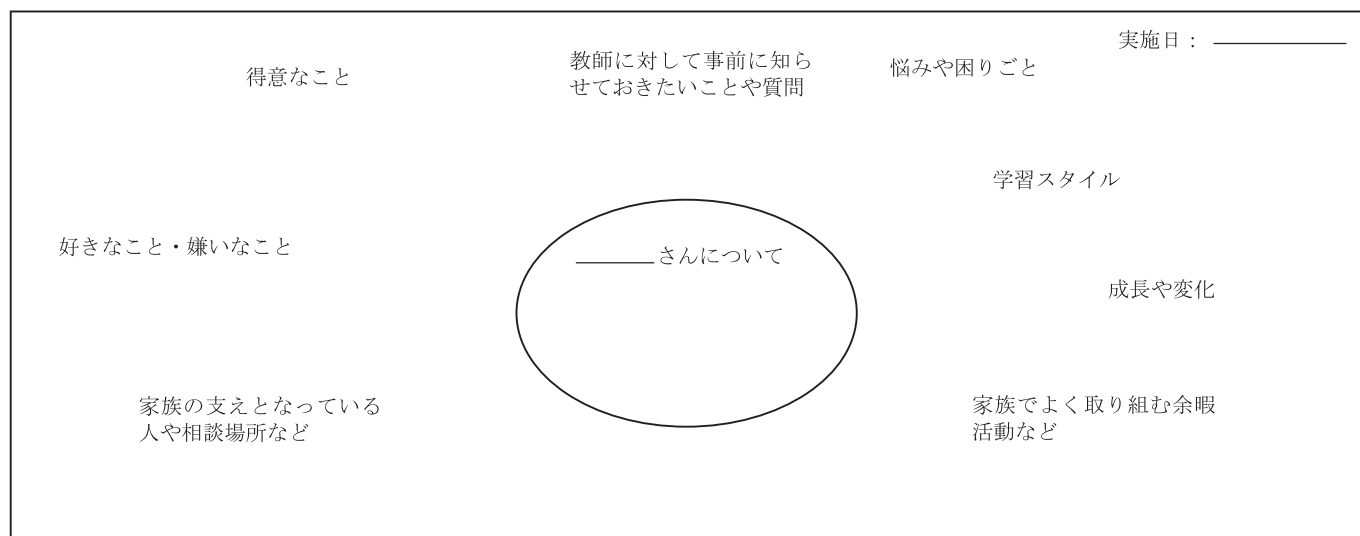 実施日：
得意なこと
教師に対して事前に知ら
せておきたいことや質問
悩みや困りごと
学習スタイル
好きなこと・嫌いなこと
さんについて
成長や変化
家族の支えとなっている
人や相談場所など
家族でよく取り組む余暇
活動など